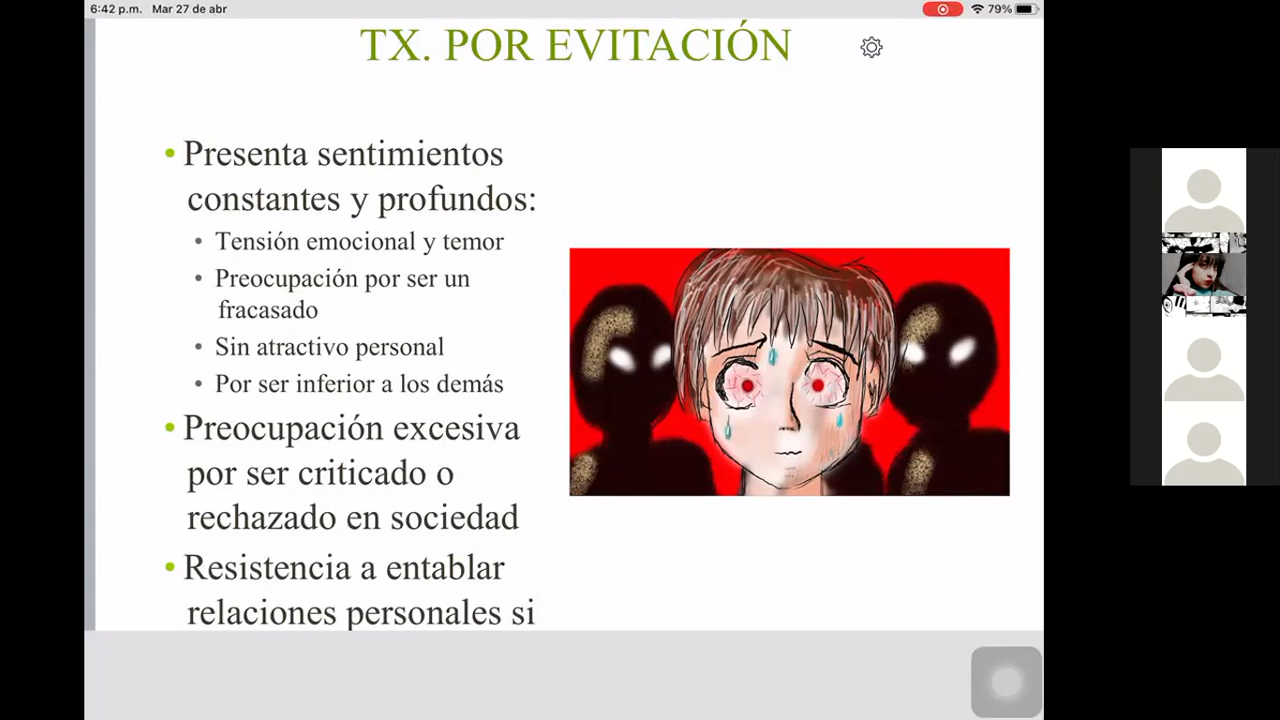 6:42 p.m. Mar 27 de abr
79%
TX. POR EVITACIÓN
• Presenta sentimientos
constantes y profundos:
• Tensión emocional y temor
• Preocupación por ser un
fracasado
• Sin atractivo personal
• Por ser inferior a los demás
• Preocupación excesiva
por ser criticado o
rechazado en sociedad
• Resistencia a entablar
relaciones personales si